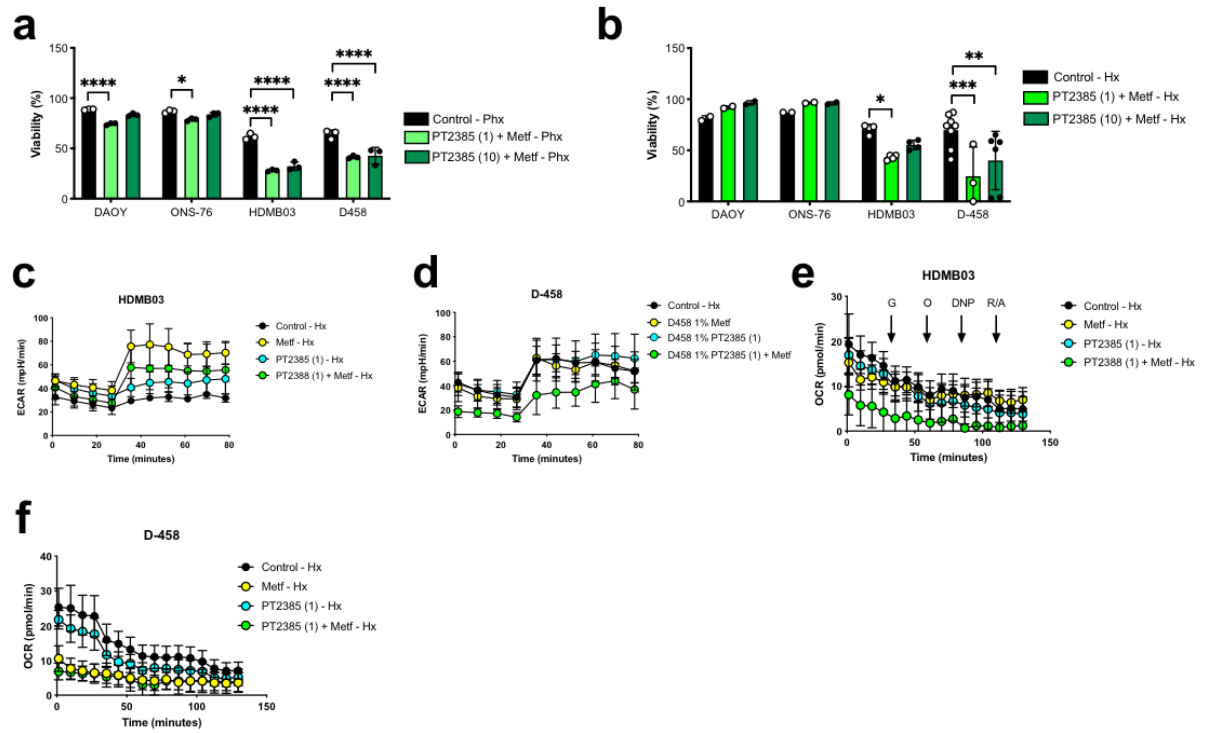 a
150
100
50
0
Viability (%)
****
*
****
****
****
****
DAOY
ONS-76
HDMB03
D458
Control - Phx
PT2385 (1) + Metf - Phx
PT2385 (10) + Metf - Phx
b
150
100
50
0
Viability (%)
*
**
***
DAOY
ONS-76
HDMB03
D-458
Control - Hx
PT2385 (1) + Metf - Hx
PT2385 (10) + Metf - Hx
c
HDMB03
100
80
60
40
20
0
ECAR (mpH/min)
0
20
40
60
80
Time (minutes)
Control - Hx
Metf - Hx
PT2385 (1) - Hx
PT2388 (1) + Metf - Hx
d
D-458
100
80
60
40
20
0
ECAR (mpH/min)
0
20
40
60
80
Time (minutes)
Control - Hx
D458 1% Metf
D458 1% PT2385 (1)
D458 1% PT2385 (1) + Metf
e
HDMB03
30
20
10
0
OCR (pmol/min)
G
O
DNP
R/A
0
50
100
150
Time (minutes)
Control - Hx
Metf - Hx
PT2385 (1) - Hx
PT2388 (1) + Metf - Hx
f
D-458
40
30
20
10
0
OCR (pmol/min)
0
50
100
150
Time (minutes)
Control - Hx
Metf - Hx
PT2385 (1) - Hx
PT2385 (1) + Metf - Hx